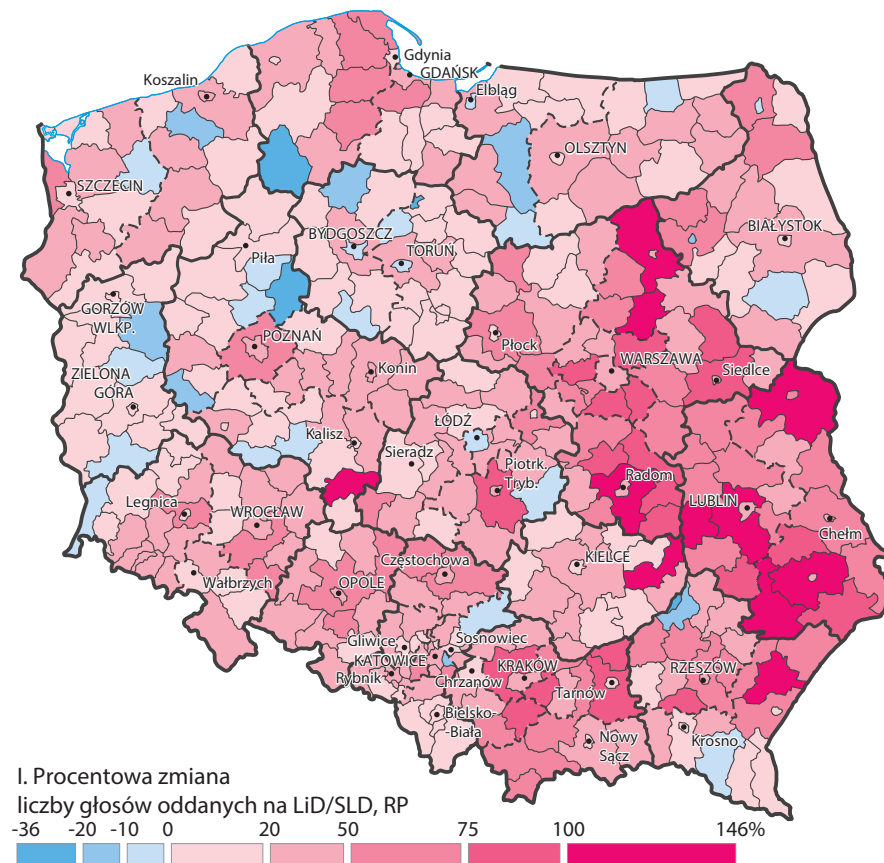 Gdynia
GDAŃSK
Koszalin
Elbląg
OLSZTYN
SZCZECIN
BIAŁYSTOK
BYDGOSZCZ
TORUŃ
Piła
GORZÓW
WLKP.
POZNAŃ
Płock
WARSZAWA
Siedlce
Konin
ZIELONA
GÓRA
ŁÓDŹ
Kalisz
Sieradz
Piotrk.
Tryb.
Radom
LUBLIN
Legnica
WROCŁAW
Chełm
Częstochowa
KIELCE
Wałbrzych
OPOLE
Gliwice
Sosnowiec
KATOWICE
KRAKÓW
RZESZÓW
Rybnik
Chrzanów
Tarnów
Bielsko-
-Biała
Nowy
Sącz
Krosno
I. Procentowa zmiana
liczby głosów oddanych na LiD/SLD, RP
-36 -20 -10 0 20 50 75 100 146%